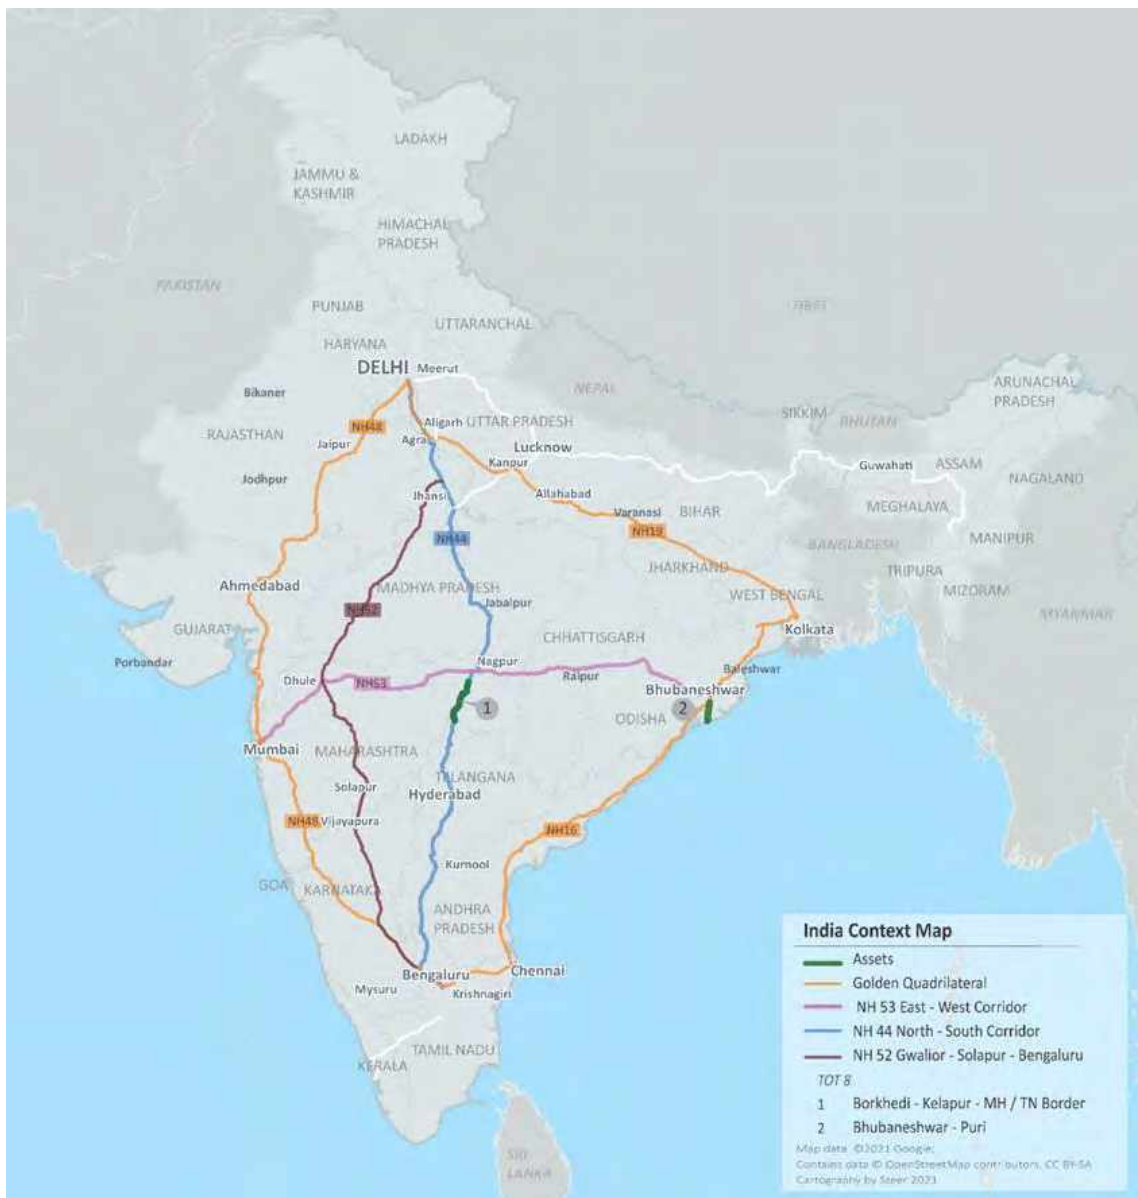 LADAKH
JAMMU &
KASHMIR
HIMACHAL
PRADESH
PAKISTAN
PUNJAB
TIBET
UTTARANCHAL
HARYANA
DELHI
Meerut
NEPAL
ARUNACHAL
PRADESH
Bikaner
SIKKIM
BHUTAN
NH48
Aligarh
UTTAR PRADESH
RAJASTHAN
Jaipur
Agra
Lucknow
Kanpur
Guwahati
ASSAM
NAGALAND
Jodhpur
Jhansi
Allahabad
MEGHALAYA
Varanasi
BIHAR
NH19
NH44
MANIPUR
BANGLADESH
JHARKHAND
TRIPURA
Ahmedabad
MADHYA PRADESH
WEST BENGAL
MIZORAM
NH52
Jabalpur
MYANMAR
GUJARAT
CHHATTISGARH
Kolkata
Porbandar
Nagpur
Baleshwar
Dhule
NH53
Raipur
Bhubaneshwar
1
2
ODISHA
Mumbai
MAHARASHTRA
TELANGANA
Solapur
Hyderabad
NH48
Vijayapura
NH16
Kurnool
GOA
KARNATAKA
ANDHRA
PRADESH
Bengaluru
Chennai
Mysuru
Krishnagiri
TAMIL NADU
KERALA
SRI
LANKA
India Context Map
Assets
Golden Quadrilateral
NH 53 East - West Corridor
NH 44 North - South Corridor
NH 52 Gwalior - Solapur - Bengaluru
TOT 8
1 Borkhedi - Kelapur - MH / TN Border
2 Bhubaneshwar - Puri
Map data ©2021 Google;
Contains data © OpenStreetMap contributors, CC BY-SA
Cartography by Steer 2021